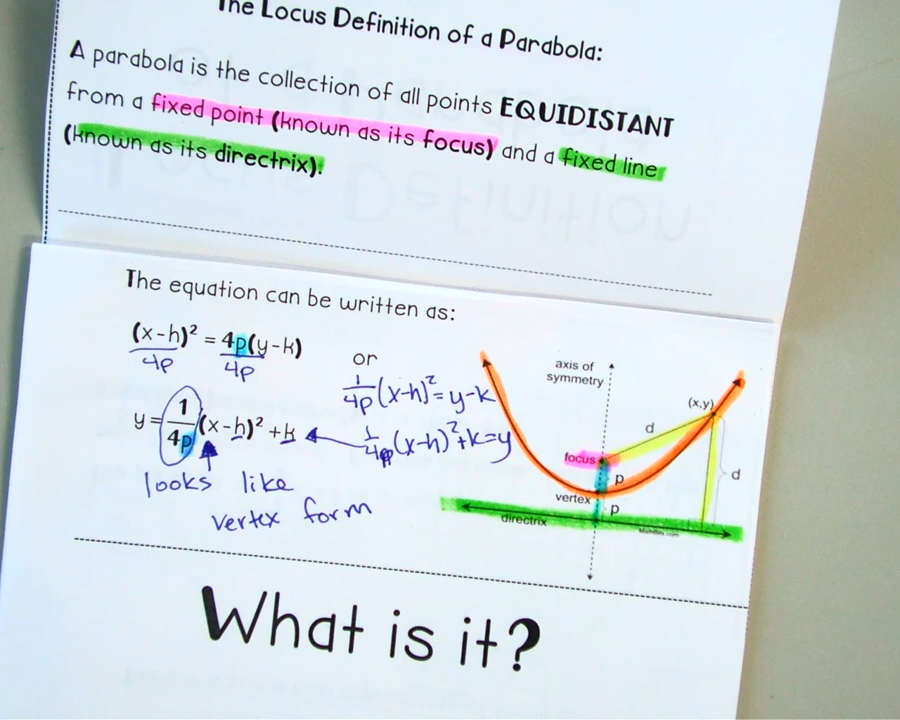 The Locus Definition of a Parabola:
A parabola is the collection of all points EQUIDISTANT
from a fixed point (known as its focus) and a fixed line
(known as its directrix).
The equation can be written as:
(x-h)² = 4p(y-k)
4p 4p
or
1/4p (x-h)² = y-k
y = 1/4p (x-h)² + k
1/4p (x-h)² + k = y
looks like
vertex form
axis of
symmetry
(x,y)
d
focus
p
d
vertex
p
directrix
What is it?